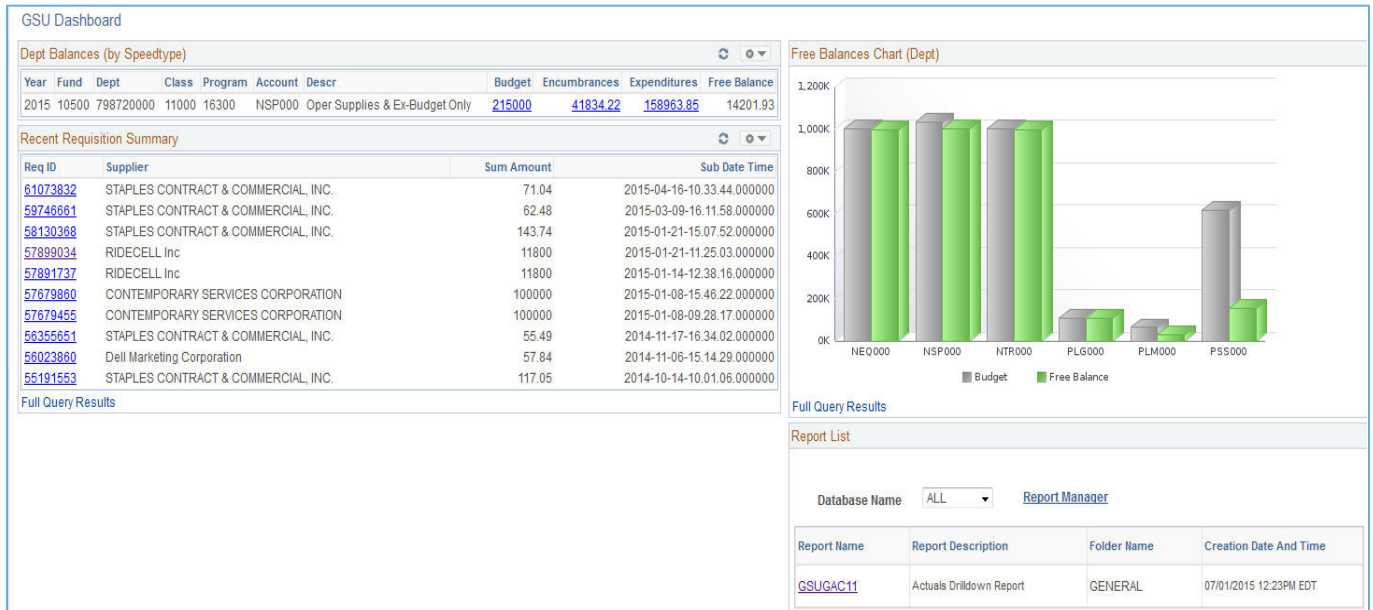 GSU Dashboard
Dept Balances (by Speedtype)
Year Fund Dept Class Program Account Descr Budget Encumbrances Expenditures Free Balance
2015 10500 798720000 11000 16300 NSP000 Oper Supplies & Ex-Budget Only 215000 41834.22 158963.85 14201.93
Recent Requisition Summary
Req ID Supplier Sum Amount Sub Date Time
61073832 STAPLES CONTRACT & COMMERCIAL, INC. 71.04 2015-04-16-10.33.44.000000
59746661 STAPLES CONTRACT & COMMERCIAL, INC. 62.48 2015-03-09-16.11.58.000000
58130368 STAPLES CONTRACT & COMMERCIAL, INC. 143.74 2015-01-21-15.07.52.000000
57899034 RIDECELL Inc 11800 2015-01-21-11.25.03.000000
57891737 RIDECELL Inc 11800 2015-01-14-12.38.16.000000
57679860 CONTEMPORARY SERVICES CORPORATION 100000 2015-01-08-15.46.22.000000
57679455 CONTEMPORARY SERVICES CORPORATION 100000 2015-01-08-09.28.17.000000
56355651 STAPLES CONTRACT & COMMERCIAL, INC. 55.49 2014-11-17-16.34.02.000000
56023860 Dell Marketing Corporation 57.84 2014-11-06-15.14.29.000000
55191553 STAPLES CONTRACT & COMMERCIAL, INC. 117.05 2014-10-14-10.01.06.000000
Full Query Results
Free Balances Chart (Dept)
1,200K
1,000K
800K
600K
400K
200K
0K
NEQ000 NSP000 NTR000 PLG000 PLM000 PSS000
Budget Free Balance
Full Query Results
Report List
Database Name ALL Report Manager
Report Name Report Description Folder Name Creation Date And Time
GSUGAC11 Actuals Drilldown Report GENERAL 07/01/2015 12:23PM EDT